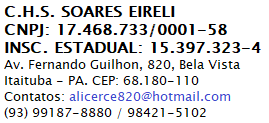 C.H.S. SOARES EIRELI
CNPJ: 17.468.733/0001-58
INSC. ESTADUAL: 15.397.323-4
Av. Fernando Guilhon, 820, Bela Vista
Itaituba - PA. CEP: 68.180-110
Contatos: alicerce820@hotmail.com
(93) 99187-8880 / 98421-5102